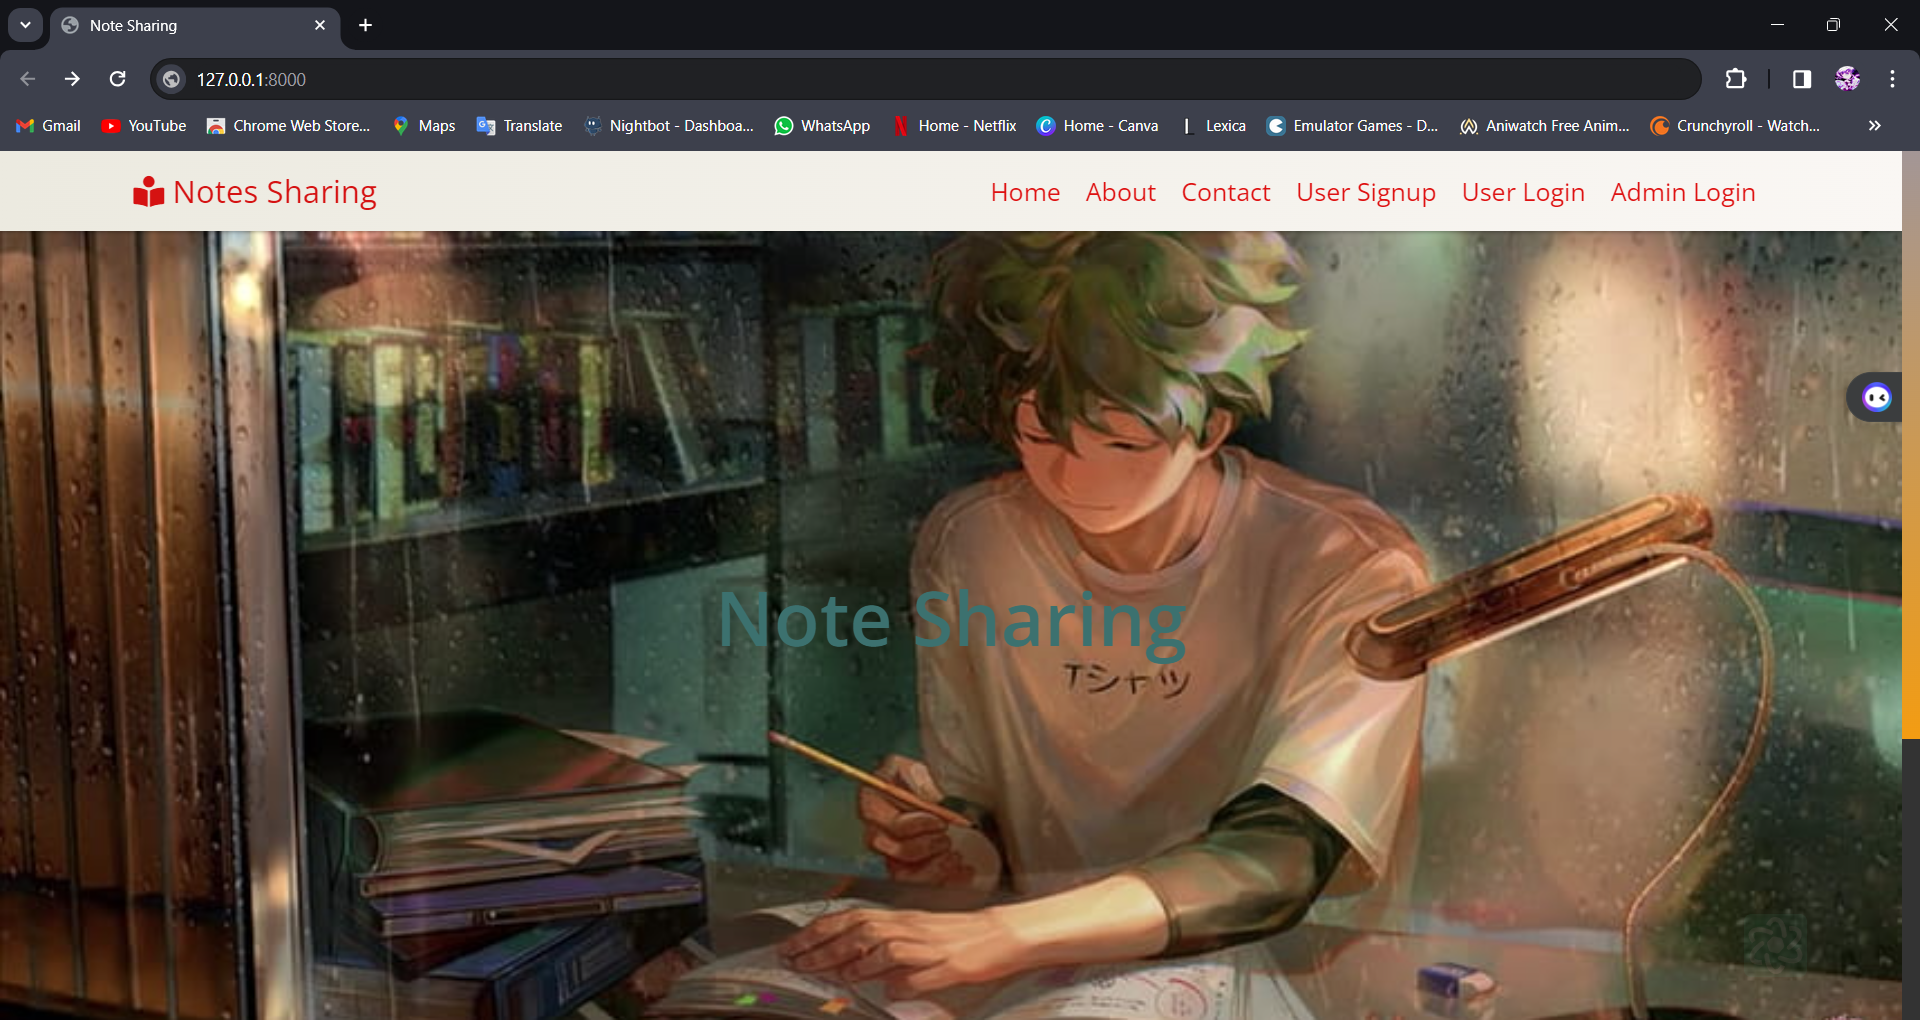 Note Sharing
127.0.0.1:8000
Gmail YouTube Chrome Web Store... Maps Translate Nightbot - Dashboa... WhatsApp Home - Netflix Home - Canva Lexica Emulator Games - D... Aniwatch Free Anim... Crunchyroll - Watch...
Notes Sharing Home About Contact User Signup User Login Admin Login
Note Sharing
Tシャツ